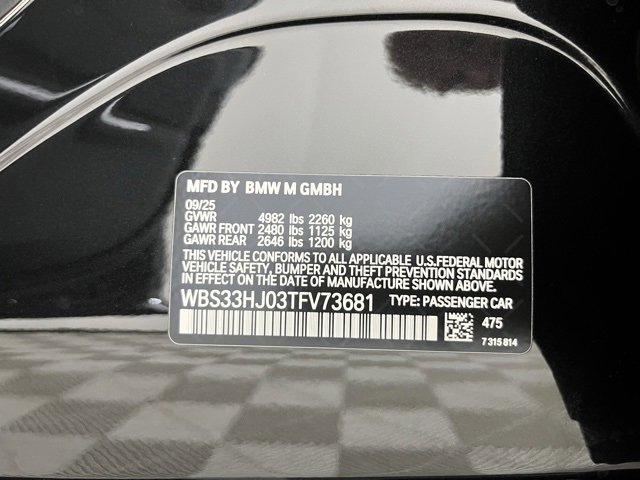 MFD BY BMW M GMBH
09/25
GVWR 4982 lbs 2260 kg
GAWR FRONT 2480 lbs 1125 kg
GAWR REAR 2646 lbs 1200 kg
THIS VEHICLE CONFORMS TO ALL APPLICABLE U.S.FEDERAL MOTOR
VEHICLE SAFETY, BUMPER AND THEFT PREVENTION STANDARDS
IN EFFECT ON THE DATE OF MANUFACTURE SHOWN ABOVE.
WBS33HJ03TFV73681 TYPE: PASSENGER CAR
475
7 315 814